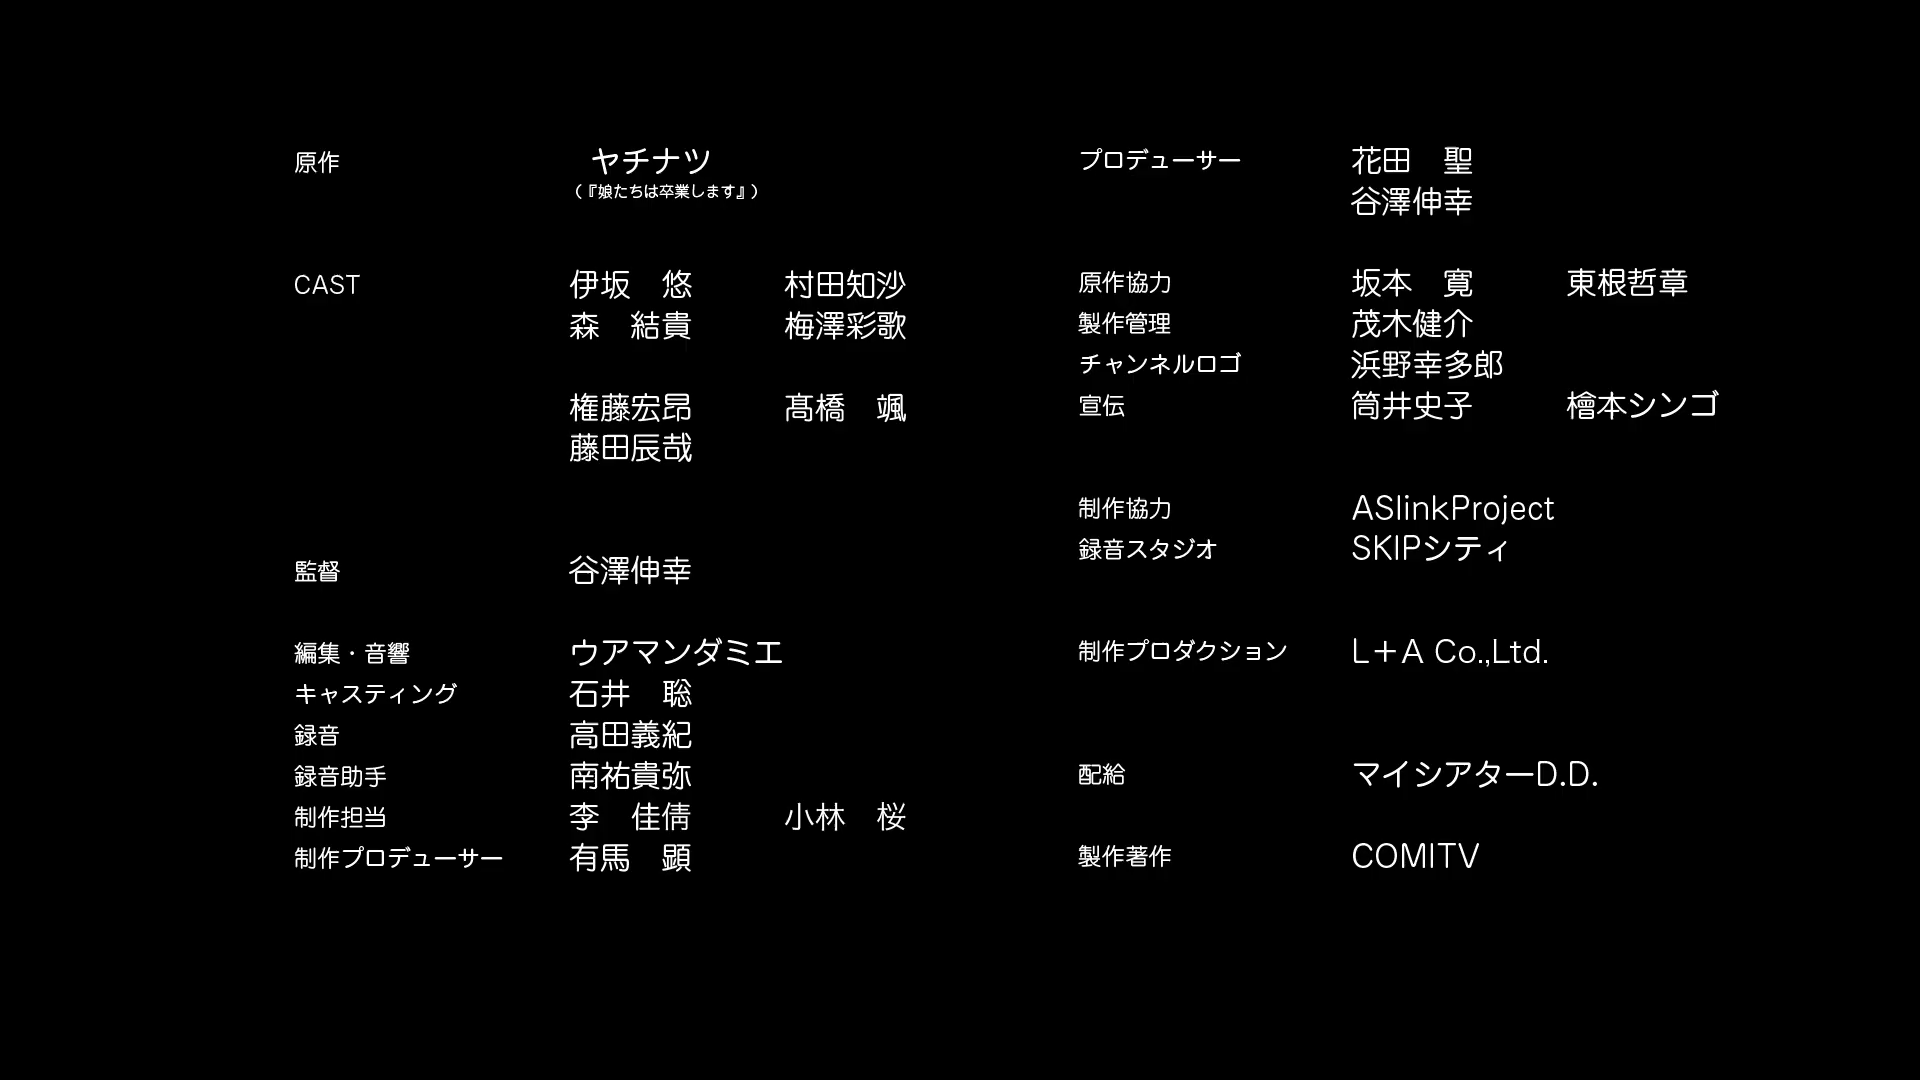 原作　ヤチナツ
（『娘たちは卒業します』）
CAST　伊坂　悠　村田知沙
森　結貴　梅澤彩歌
権藤宏昂　髙橋　颯
藤田辰哉
監督　谷澤伸幸
編集・音響　ウアマンダミエ
キャスティング　石井　聡
録音　高田義紀
録音助手　南祐貴弥
制作担当　李　佳倩　小林　桜
制作プロデューサー　有馬　顕
プロデューサー　花田　聖
谷澤伸幸
原作協力　坂本　寛　東根哲章
製作管理　茂木健介
チャンネルロゴ　浜野幸多郎
宣伝　筒井史子　檜本シンゴ
制作協力　ASlinkProject
録音スタジオ　SKIPシティ
制作プロダクション　L＋A Co.,Ltd.
配給　マイシアターD.D.
製作著作　COMITV